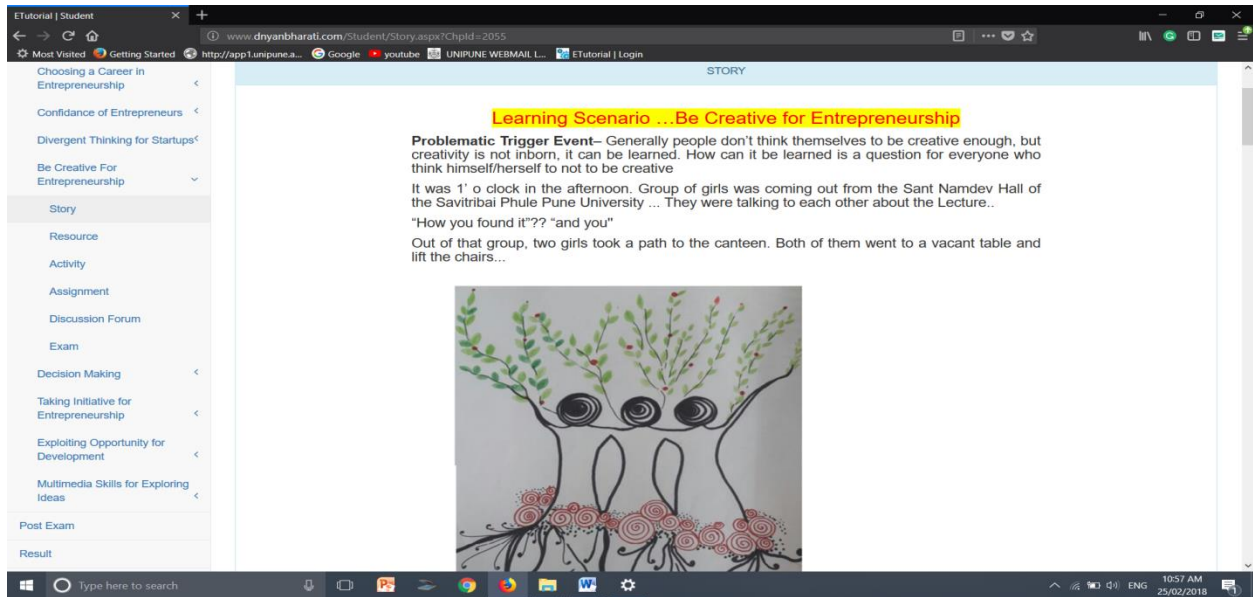 ETutorial | Student
www.dnyanbharati.com/Student/Story.aspx?ChpId=2055
Most Visited Getting Started http://app1.unipune.a... Google youtube UNIPUNE WEBMAIL L... ETutorial | Login
Choosing a Career in
Entrepreneurship
Confidance of Entrepreneurs
Divergent Thinking for Startups
Be Creative For
Entrepreneurship
Story
Resource
Activity
Assignment
Discussion Forum
Exam
Decision Making
Taking Initiative for
Entrepreneurship
Exploiting Opportunity for
Development
Multimedia Skills for Exploring
Ideas
Post Exam
Result
STORY
Learning Scenario ...Be Creative for Entrepreneurship
Problematic Trigger Event– Generally people don't think themselves to be creative enough, but
creativity is not inborn, it can be learned. How can it be learned is a question for everyone who
think himself/herself to not to be creative
It was 1' o clock in the afternoon. Group of girls was coming out from the Sant Namdev Hall of
the Savitribai Phule Pune University ... They were talking to each other about the Lecture..
“How you found it”?? “and you"
Out of that group, two girls took a path to the canteen. Both of them went to a vacant table and
lift the chairs...
Type here to search
ENG
10:57 AM
25/02/2018